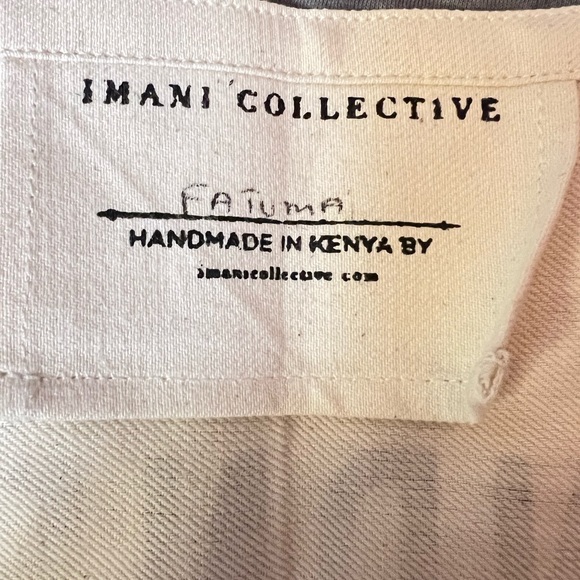 IMANI COLLECTIVE
FATUMA
HANDMADE IN KENYA BY
imanicollective com